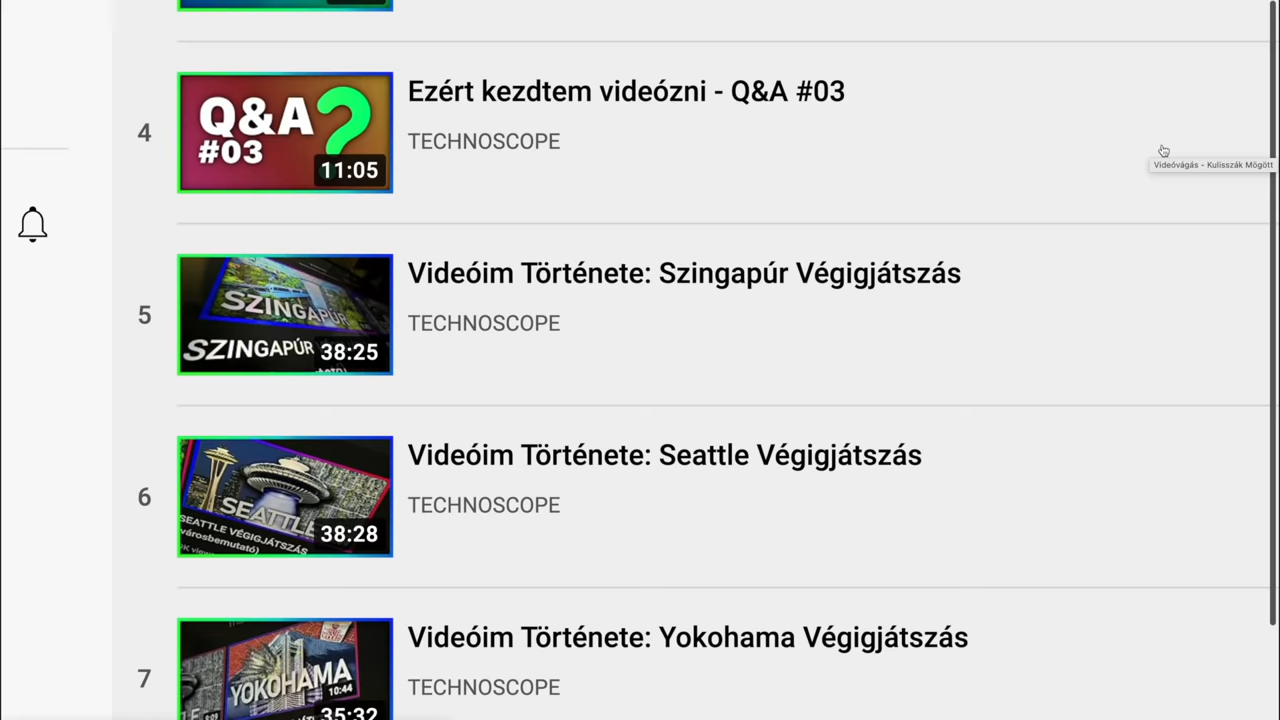 4
Q&A
#03
11:05
Ezért kezdtem videózni - Q&A #03
TECHNOSCOPE
Videóvágás - Kulisszák Mögött
5
SZINGAPÚR
SZINGAPÚR
38:25
Videóim Története: Szingapúr Végigjátszás
TECHNOSCOPE
6
SEATTLE
SEATTLE VÉGIGJÁTSZÁS
városbemutató)
38:28
Videóim Története: Seattle Végigjátszás
TECHNOSCOPE
7
YOKOHAMA
10:44
35:32
Videóim Története: Yokohama Végigjátszás
TECHNOSCOPE